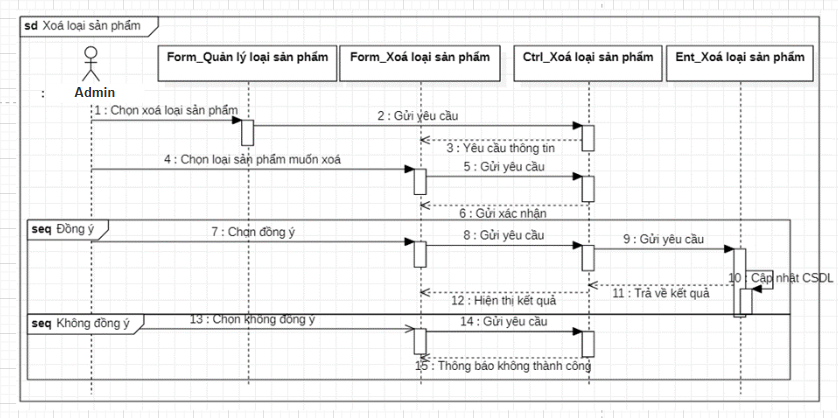 sd Xoá loại sản phẩm
Form_Quản lý loại sản phẩm
Form_Xoá loại sản phẩm
Ctrl_Xoá loại sản phẩm
Ent_Xoá loại sản phẩm
: Admin
1 : Chọn xoá loại sản phẩm
2 : Gửi yêu cầu
3 : Yêu cầu thông tin
4 : Chọn loại sản phẩm muốn xoá
5 : Gửi yêu cầu
6 : Gửi xác nhận
seq Đồng ý
7 : Chọn đồng ý
8 : Gửi yêu cầu
9 : Gửi yêu cầu
10 : Cập nhật CSDL
11 : Trả về kết quả
12 : Hiện thị kết quả
seq Không đồng ý
13 : Chọn không đồng ý
14 : Gửi yêu cầu
15 : Thông báo không thành công